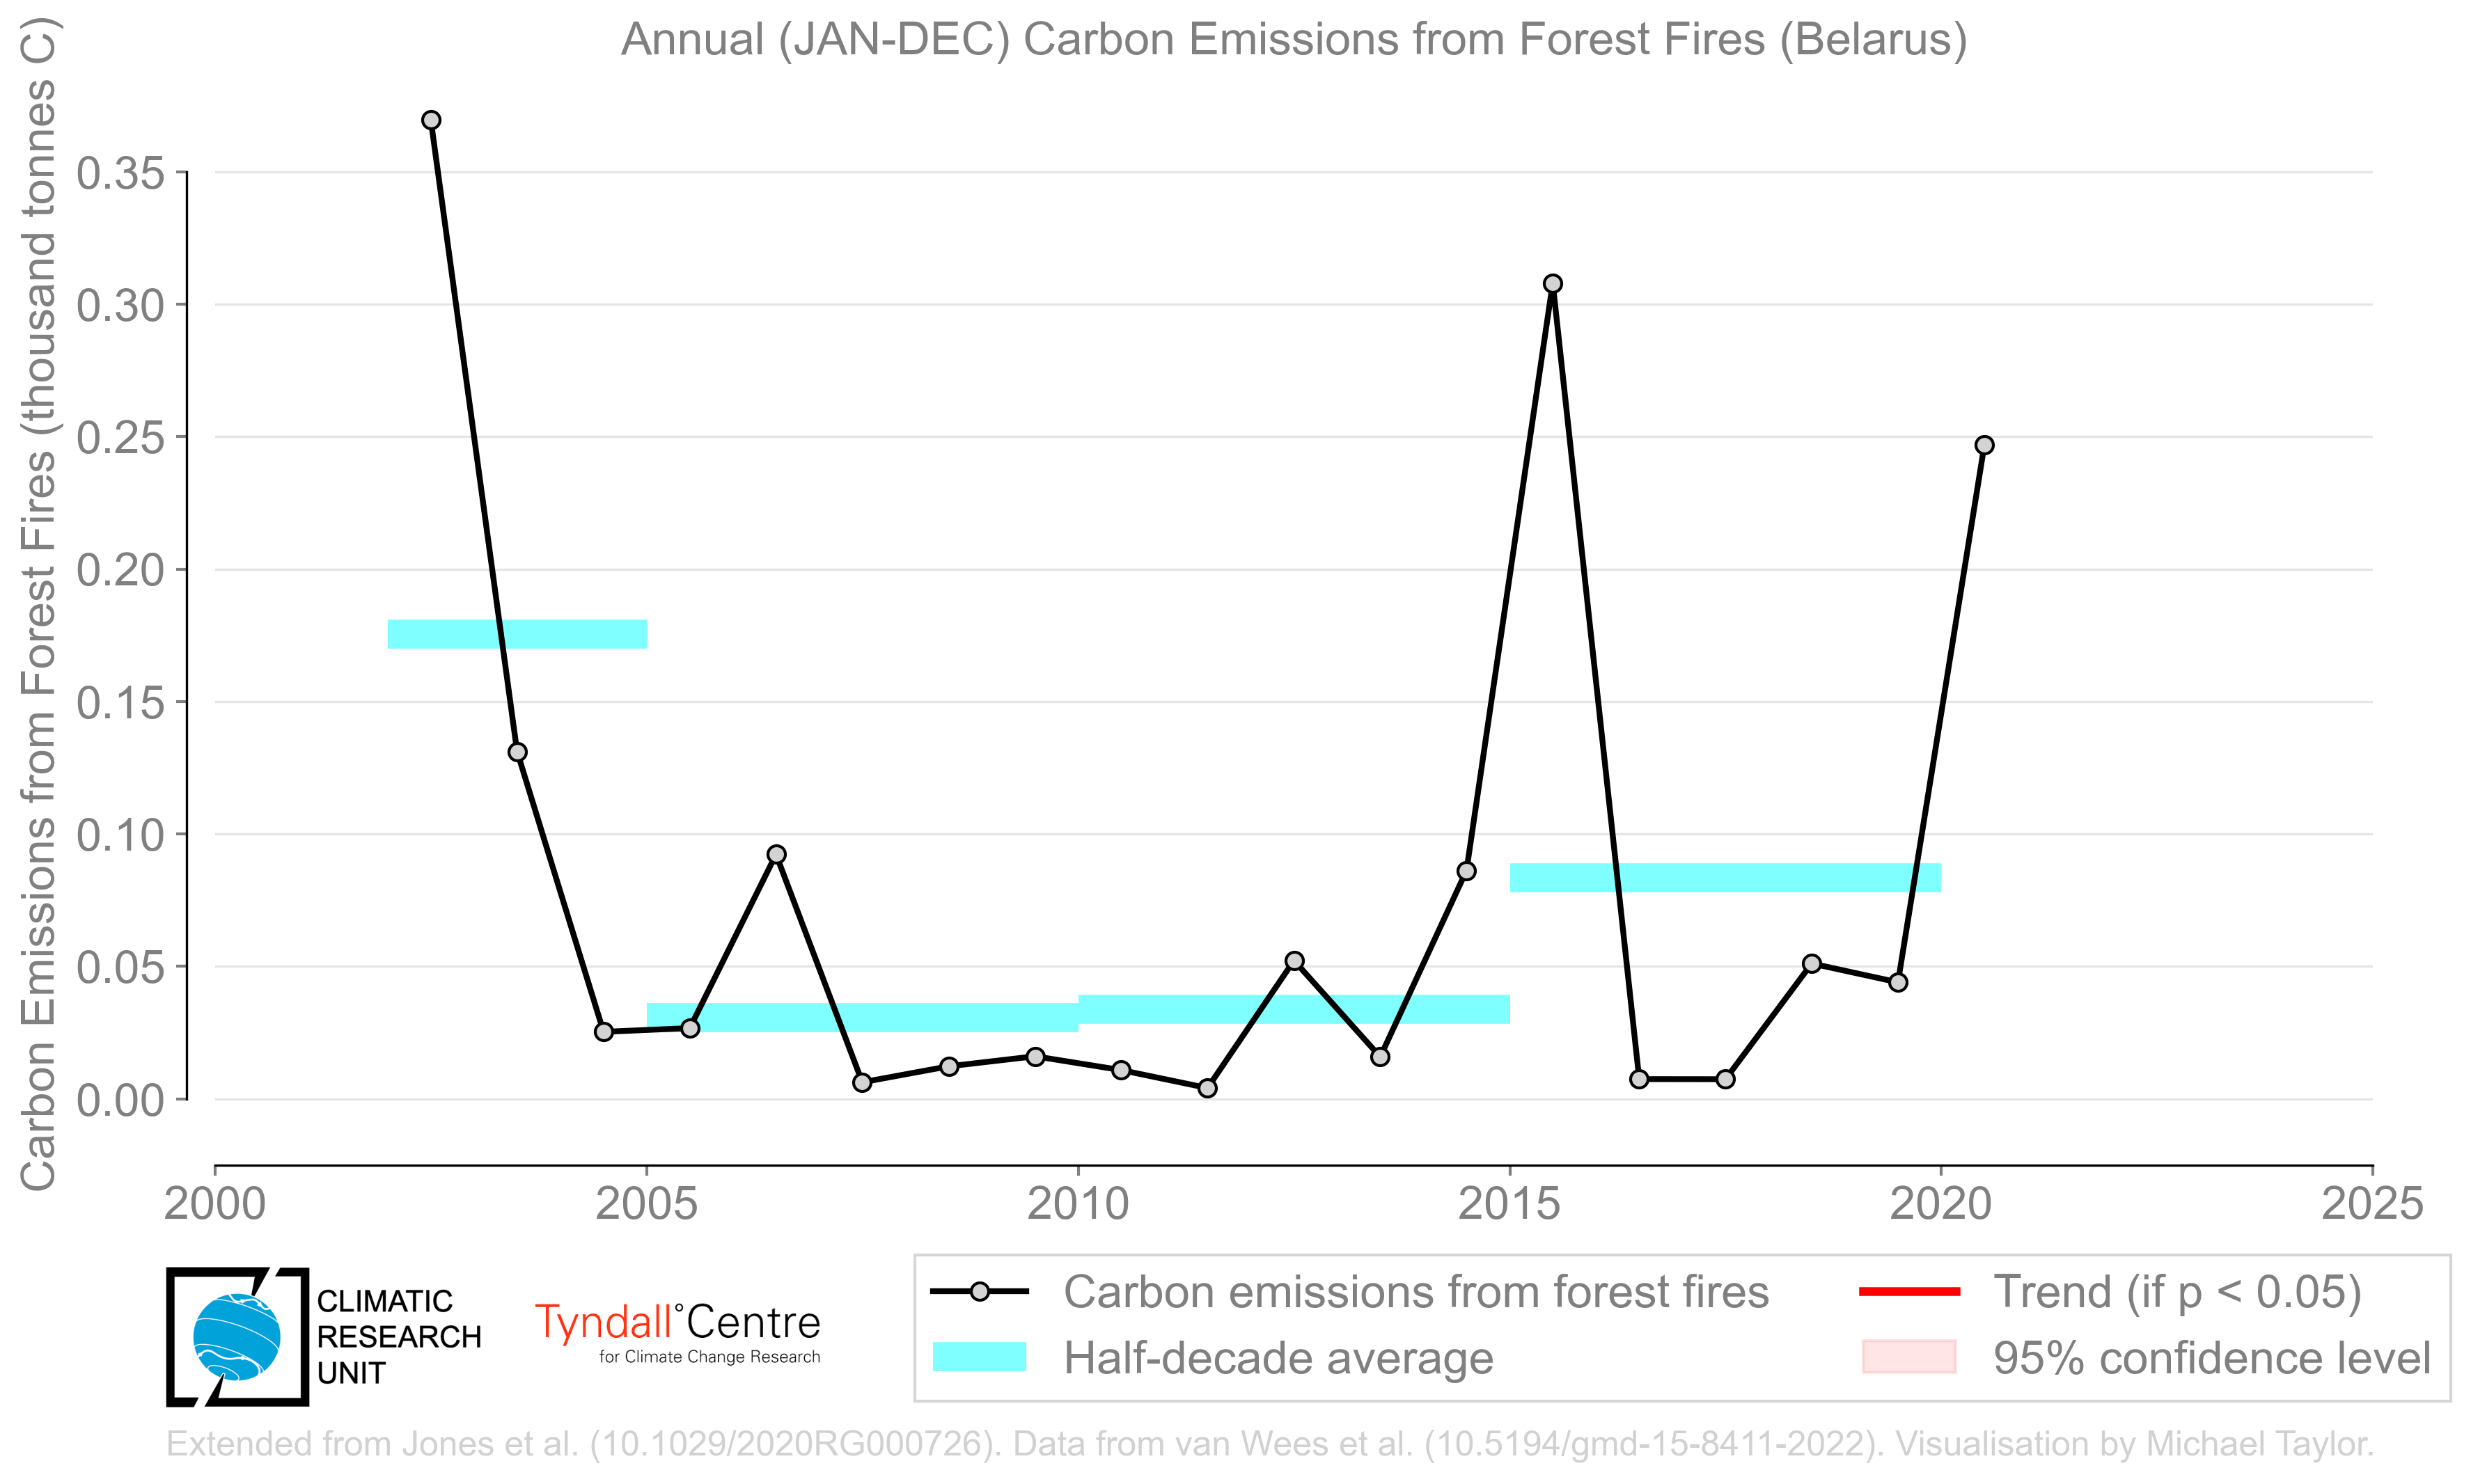 Annual (JAN-DEC) Carbon Emissions from Forest Fires (Belarus)
Carbon Emissions from Forest Fires (thousand tonnes C)
0.35
0.30
0.25
0.20
0.15
0.10
0.05
0.00
2000
2005
2010
2015
2020
2025
CLIMATIC
RESEARCH
UNIT
Tyndall°Centre
for Climate Change Research
Carbon emissions from forest fires
Half-decade average
Trend (if p < 0.05)
95% confidence level
Extended from Jones et al. (10.1029/2020RG000726). Data from van Wees et al. (10.5194/gmd-15-8411-2022). Visualisation by Michael Taylor.